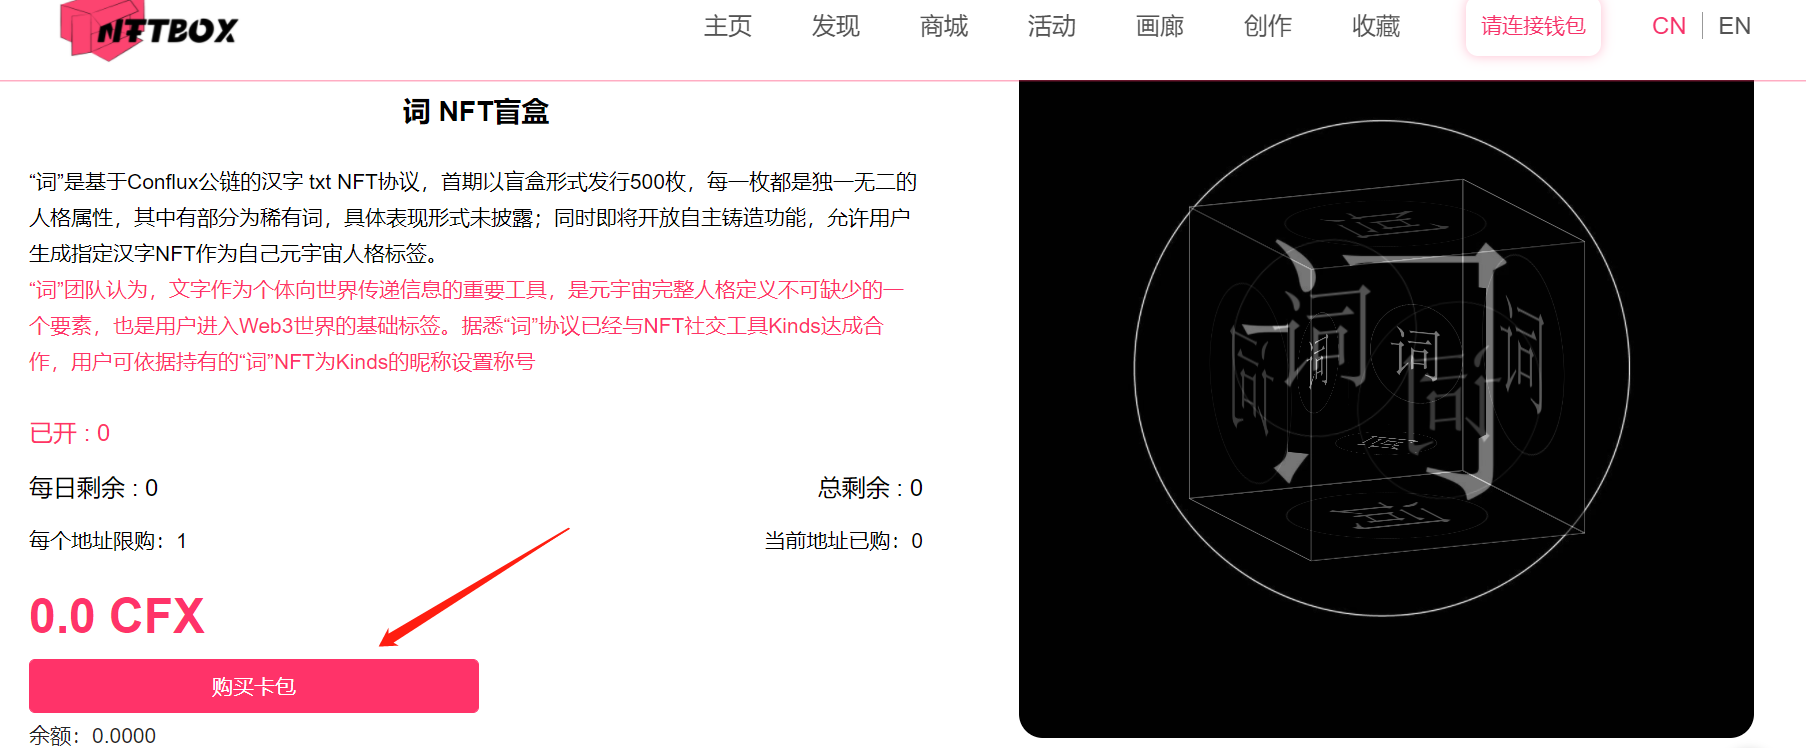 NFTBOX
主页 发现 商城 活动 画廊 创作 收藏 请连接钱包 CN EN
词 NFT盲盒
“词”是基于Conflux公链的汉字 txt NFT协议，首期以盲盒形式发行500枚，每一枚都是独一无二的
人格属性，其中有部分为稀有词，具体表现形式未披露；同时即将开放自主铸造功能，允许用户
生成指定汉字NFT作为自己元宇宙人格标签。
“词”团队认为，文字作为个体向世界传递信息的重要工具，是元宇宙完整人格定义不可缺少的一
个要素，也是用户进入Web3世界的基础标签。据悉“词”协议已经与NFT社交工具Kinds达成合
作，用户可依据持有的“词”NFT为Kinds的昵称设置称号
已开 : 0
每日剩余 : 0 总剩余 : 0
每个地址限购：1 当前地址已购：0
0.0 CFX
购买卡包
余额：0.0000
词
词
词
词
词
词
词
词
词